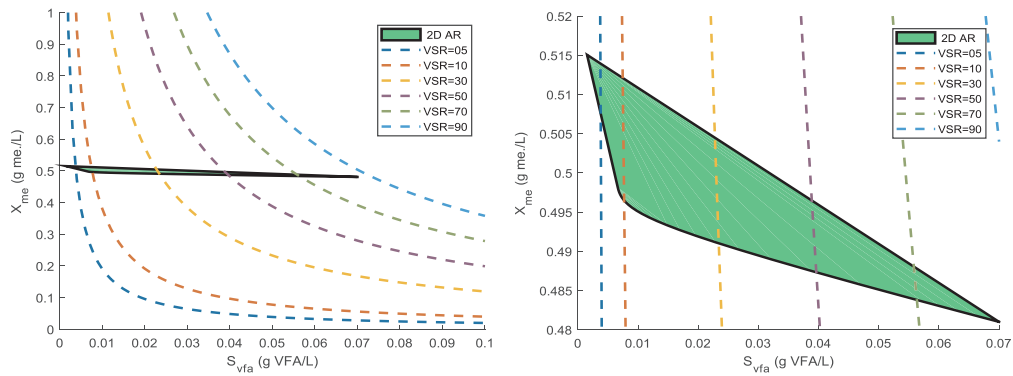 1
0.9
0.8
0.7
0.6
0.5
0.4
0.3
0.2
0.1
0
X_me (g me./L)
0 0.01 0.02 0.03 0.04 0.05 0.06 0.07 0.08 0.09 0.1
S_vfa (g VFA/L)
2D AR
VSR=05
VSR=10
VSR=30
VSR=50
VSR=70
VSR=90
0.52
0.515
0.51
0.505
0.5
0.495
0.49
0.485
0.48
X_me (g me./L)
0 0.01 0.02 0.03 0.04 0.05 0.06 0.07
S_vfa (g VFA/L)
2D AR
VSR=05
VSR=10
VSR=30
VSR=50
VSR=70
VSR=90